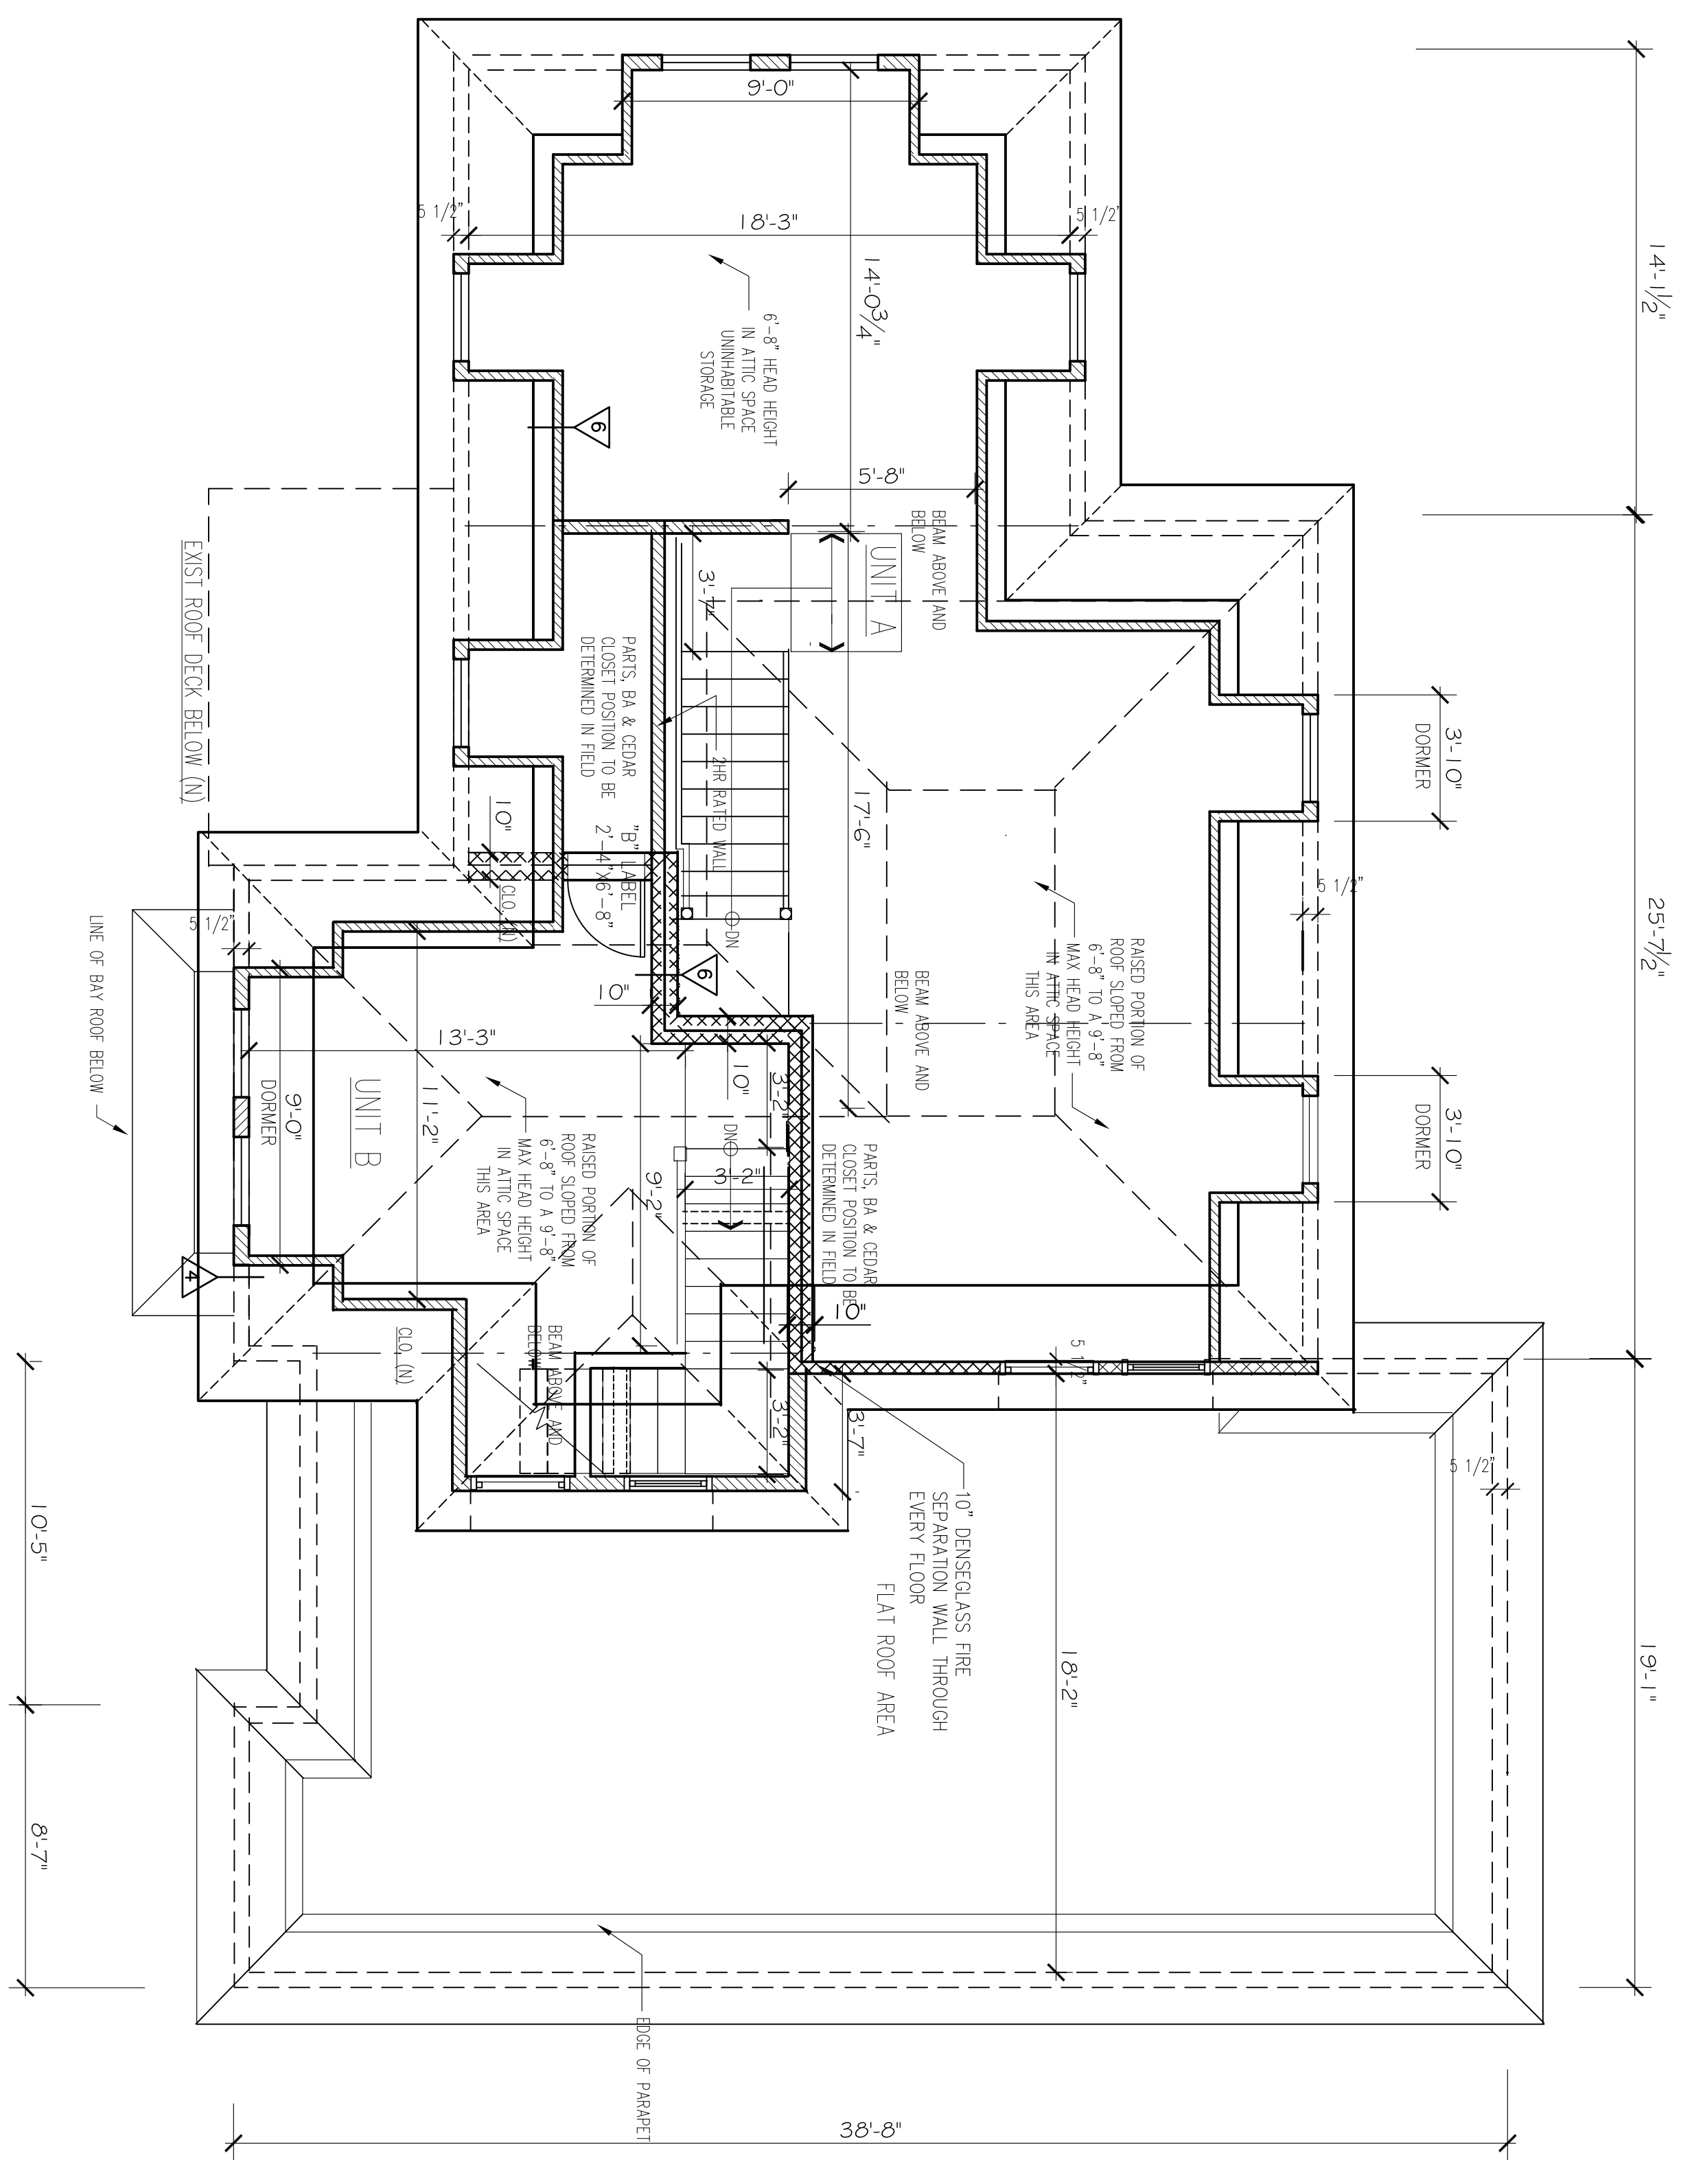 14'-1½"
25'-7½"
19'-1"
9'-0"
5 1/2"
18'-3"
5 1/2"
14'-0¾"
6'-8" HEAD HEIGHT
IN ATTIC SPACE
UNINHABITABLE
STORAGE
6
5'-8"
BEAM ABOVE AND
BELOW
UNIT A
3'-7"
EXIST ROOF DECK BELOW (N)
PARTS, BA & CEDAR
CLOSET POSITION TO BE
DETERMINED IN FIELD
2HR RATED WALL
17'-6"
3'-10"
DORMER
5 1/2"
10"
"B" LABEL
2'-4"X6'-8"
CLO (N)
DN
6
10"
BEAM ABOVE AND
BELOW
RAISED PORTION OF
ROOF SLOPED FROM
6'-8" TO A 9'-8"
MAX HEAD HEIGHT
IN ATTIC SPACE
THIS AREA
3'-10"
DORMER
LINE OF BAY ROOF BELOW
5 1/2"
13'-3"
9'-0"
DORMER
UNIT B
11'-2"
10"
3'-2"
DN
3'-2"
9'-2"
RAISED PORTION OF
ROOF SLOPED FROM
6'-8" TO A 9'-8"
MAX HEAD HEIGHT
IN ATTIC SPACE
THIS AREA
PARTS, BA & CEDAR
CLOSET POSITION TO BE
DETERMINED IN FIELD
10"
4
CLO (N)
BEAM ABOVE AND
BELOW
5 1/2"
3'-2"
3'-7"
5 1/2"
10" DENSEGLASS FIRE
SEPARATION WALL THROUGH
EVERY FLOOR
FLAT ROOF AREA
18'-2"
10'-5"
8'-7"
EDGE OF PARAPET
38'-8"